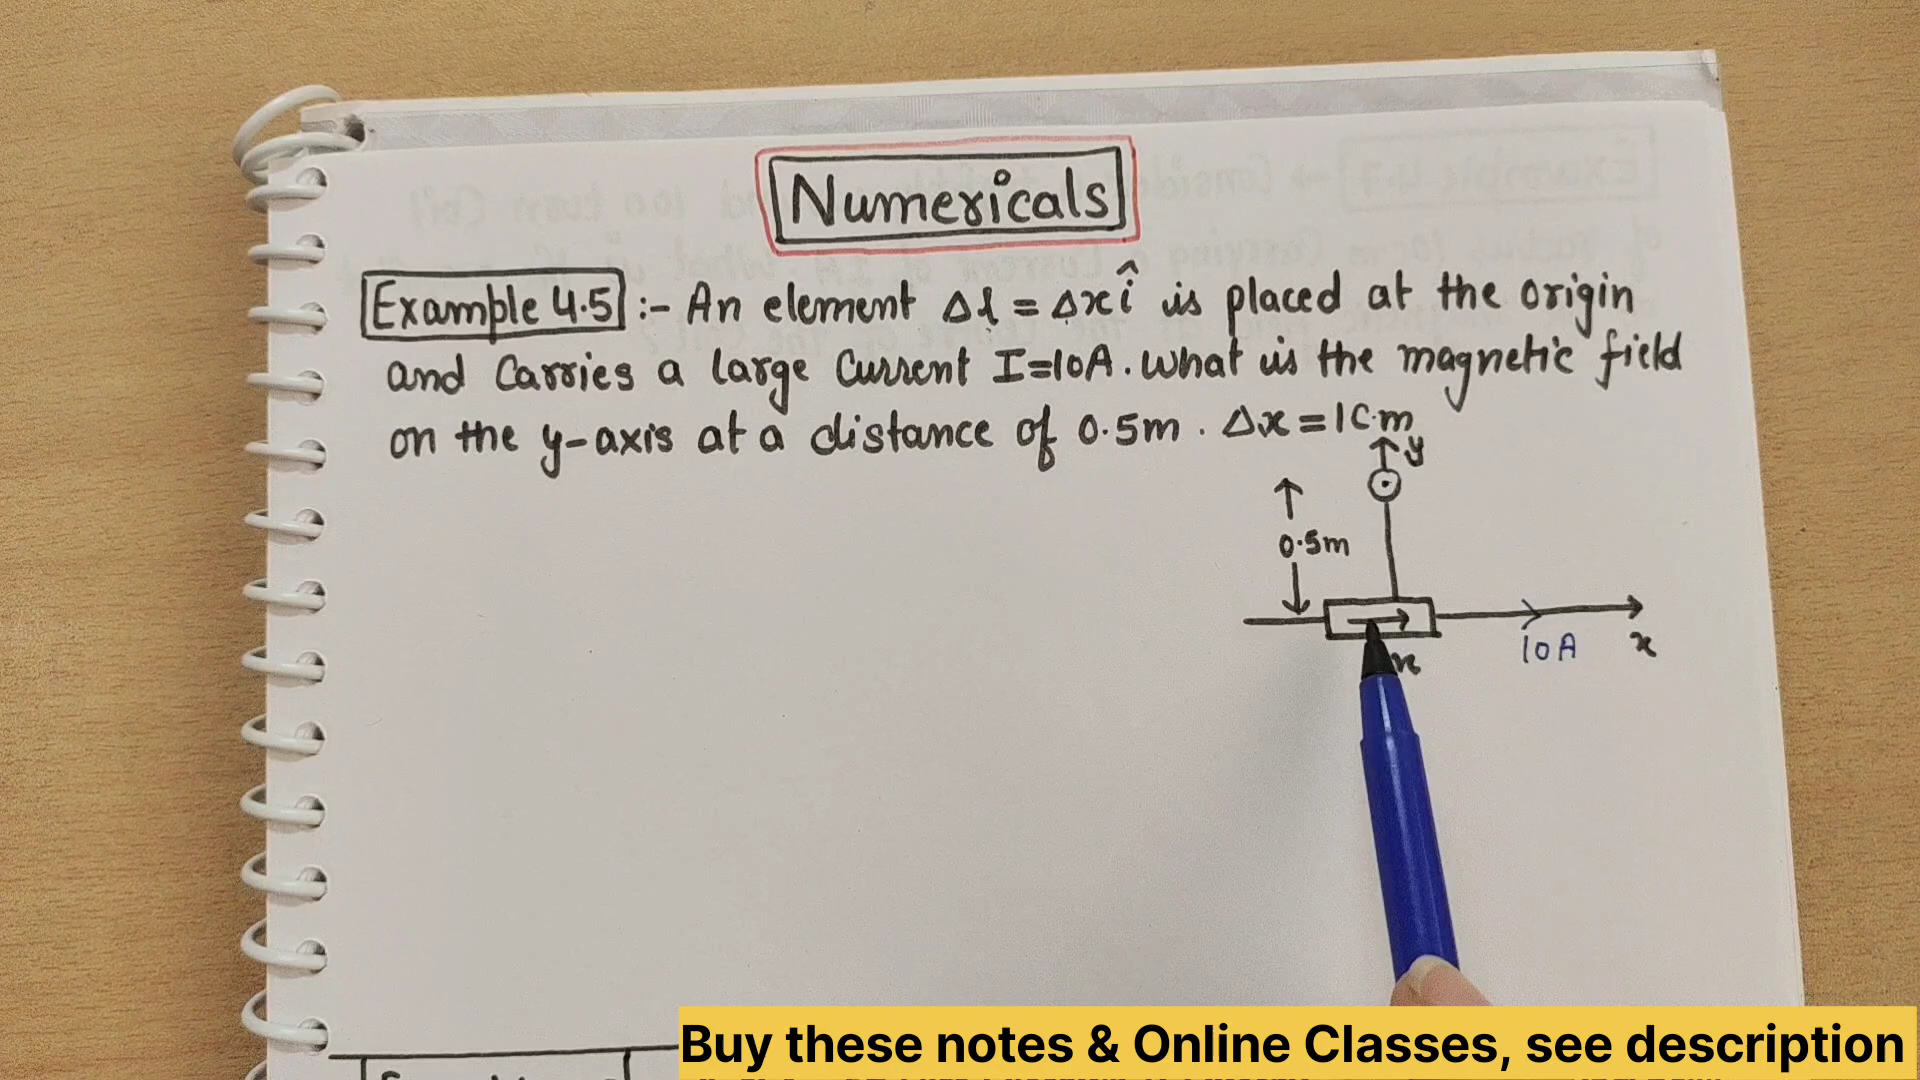 Numericals
Example 4.5 :- An element Δl = Δx î is placed at the origin
and Carries a large Current I=10A. What is the magnetic field
on the y-axis at a distance of 0.5m. Δx = 1c.m
y
0.5m
x
10A
x
Buy these notes & Online Classes, see description